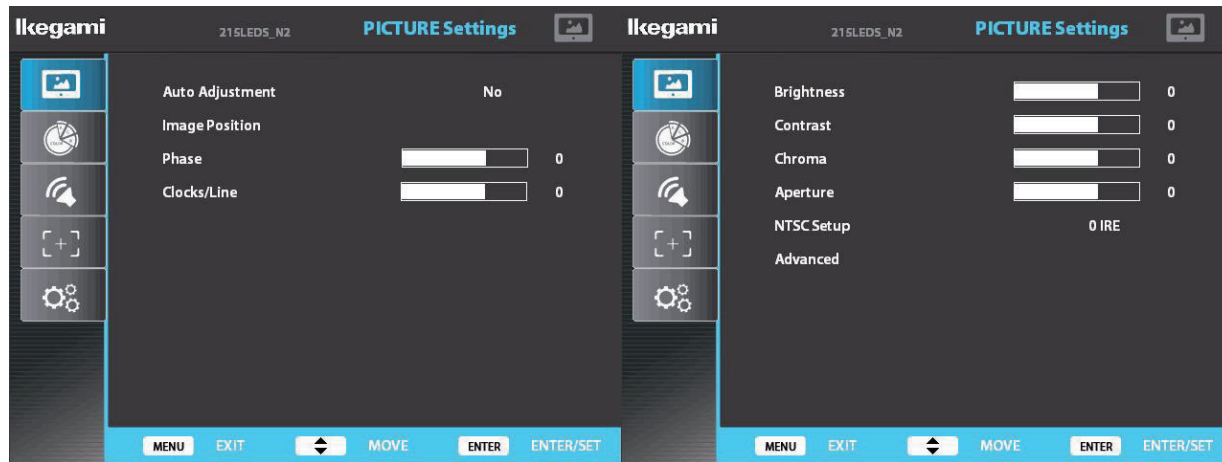 Ikegami 215LEDS_N2 PICTURE Settings
Auto Adjustment No
Image Position
Phase 0
Clocks/Line 0
COLOR
MENU EXIT MOVE ENTER ENTER/SET
Ikegami 215LEDS_N2 PICTURE Settings
Brightness 0
Contrast 0
Chroma 0
Aperture 0
NTSC Setup 0 IRE
Advanced
COLOR
MENU EXIT MOVE ENTER ENTER/SET